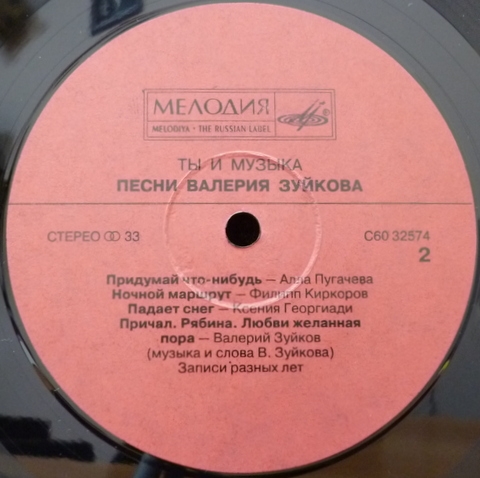 МЕЛОДИЯ
MELODIYA • THE RUSSIAN LABEL
ТЫ И МУЗЫКА
ПЕСНИ ВАЛЕРИЯ ЗУЙКОВА
СТЕРЕО 33
С60 32574
2
Придумай что-нибудь — Алла Пугачева
Ночной маршрут — Филипп Киркоров
Падает снег — Ксения Георгиади
Причал. Рябина. Любви желанная
пора — Валерий Зуйков
(музыка и слова В. Зуйкова)
Записи разных лет